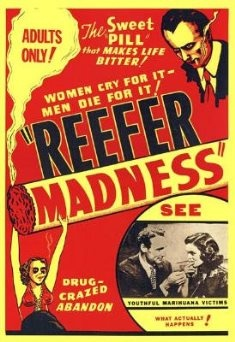 ADULTS
ONLY!
The Sweet
"PILL"
that MAKES LIFE
BITTER!
WOMEN CRY FOR IT—
MEN DIE FOR IT!
"REEFER
MADNESS"
SEE
DRUG-
CRAZED
ABANDON
YOUTHFUL MARIHUANA VICTIMS
WHAT ACTUALLY
HAPPENS!